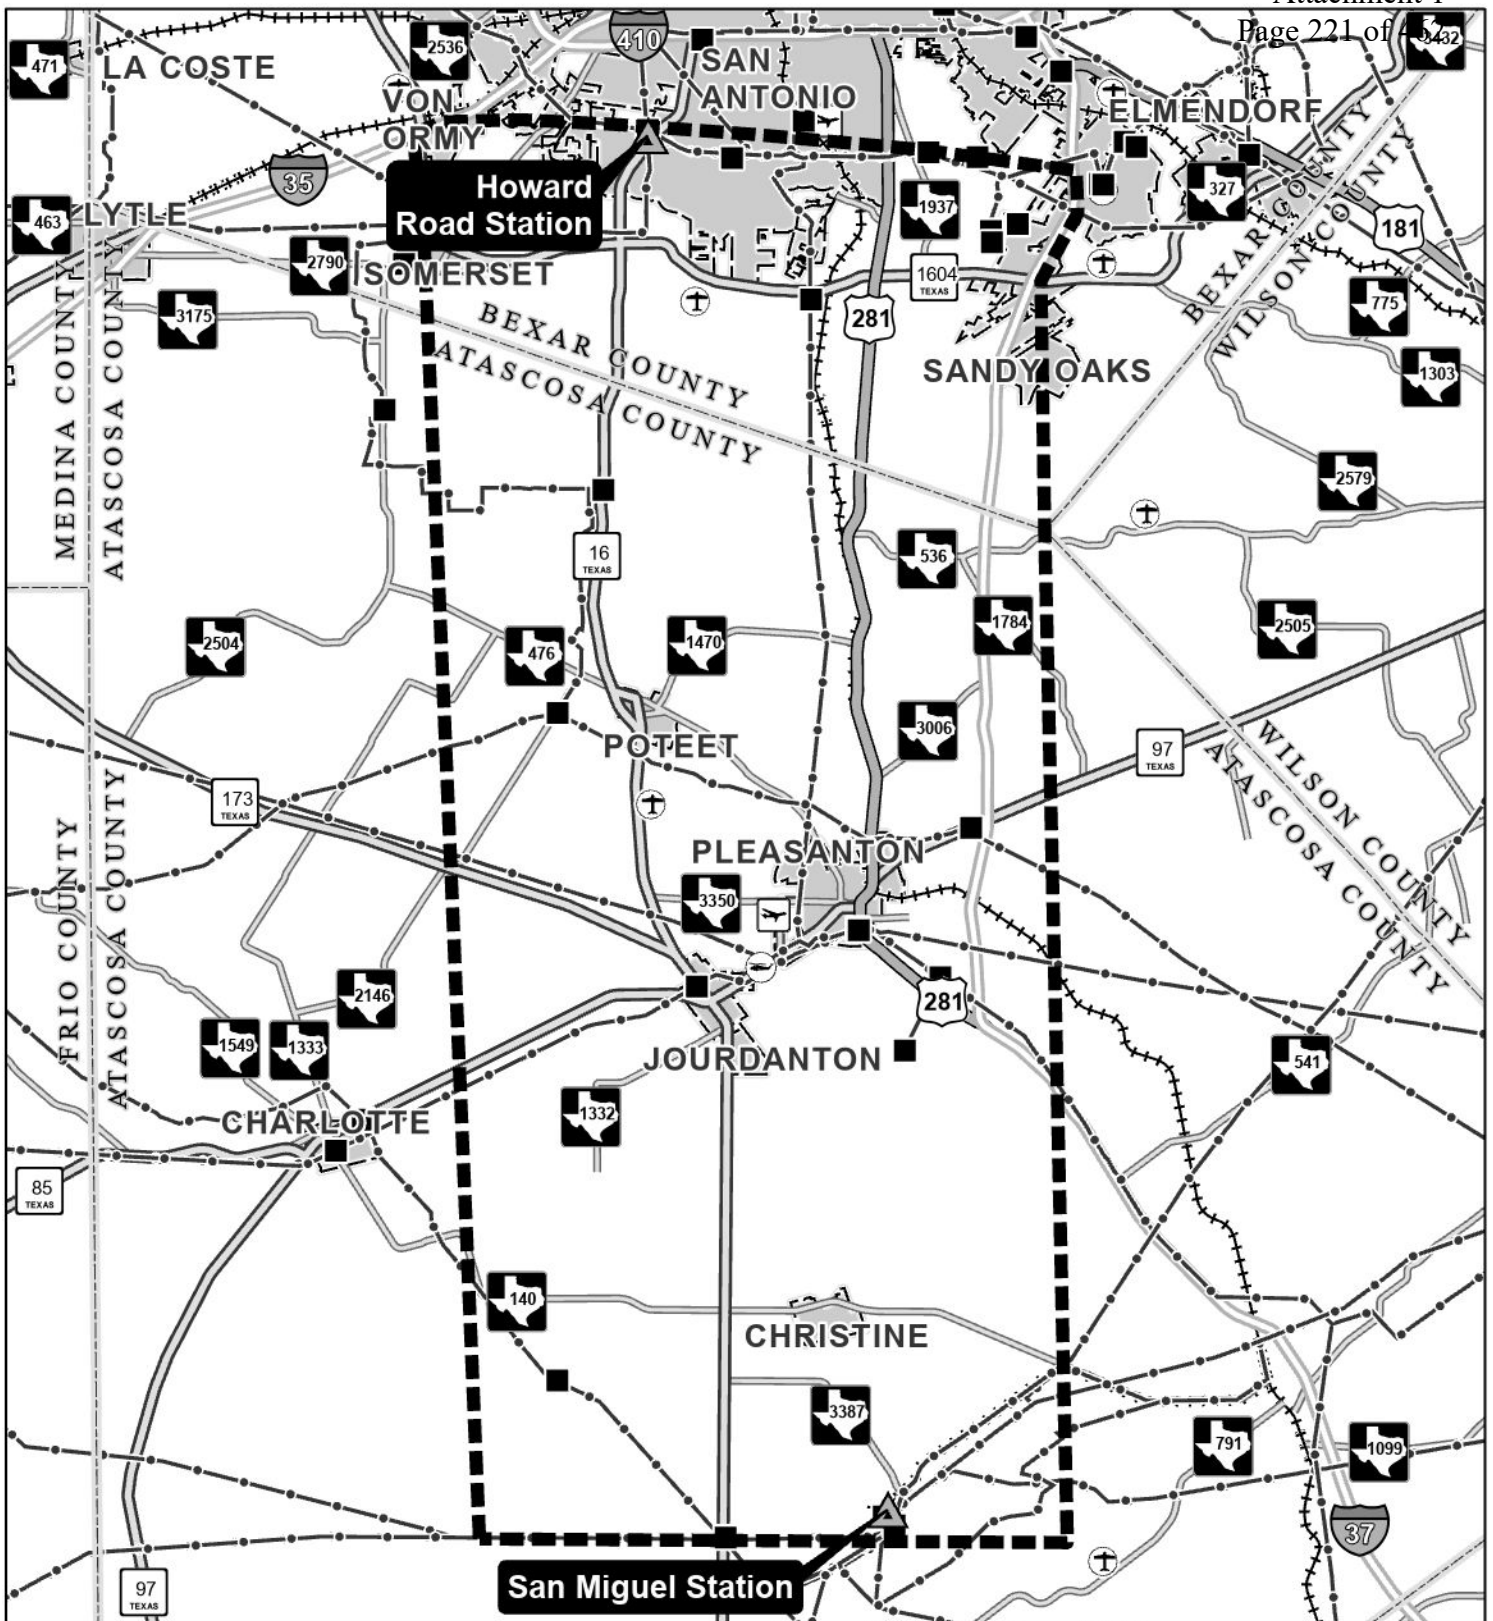 Attachment 1
Page 221 of
471
LA COSTE
2536
410
SAN
ANTONIO
3432
VON
ORMY
ELMENDORF
35
Howard
Road Station
463
LYTLE
1937
327
BEXAR COUNTY
WILSON COUNTY
181
2790
SOMERSET
1604
TEXAS
775
3175
281
BEXAR COUNTY
ATASCOSA COUNTY
SANDY OAKS
1303
MEDINA COUNTY
ATASCOSA COUNTY
2579
16
TEXAS
536
2504
476
1470
1784
2505
3006
POTEET
97
TEXAS
WILSON COUNTY
ATASCOSA COUNTY
173
TEXAS
FRIO COUNTY
ATASCOSA COUNTY
PLEASANTON
3350
2146
281
1549
1333
JOURDANTON
541
CHARLOTTE
1332
85
TEXAS
140
CHRISTINE
3387
791
1099
37
San Miguel Station
97
TEXAS